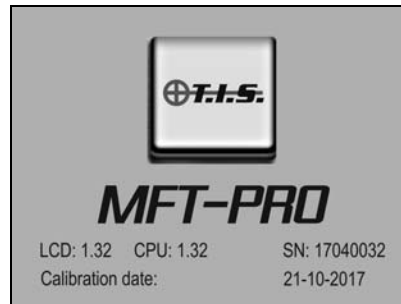 T.I.S.
MFT-PRO
LCD: 1.32 CPU: 1.32 SN: 17040032
Calibration date: 21-10-2017